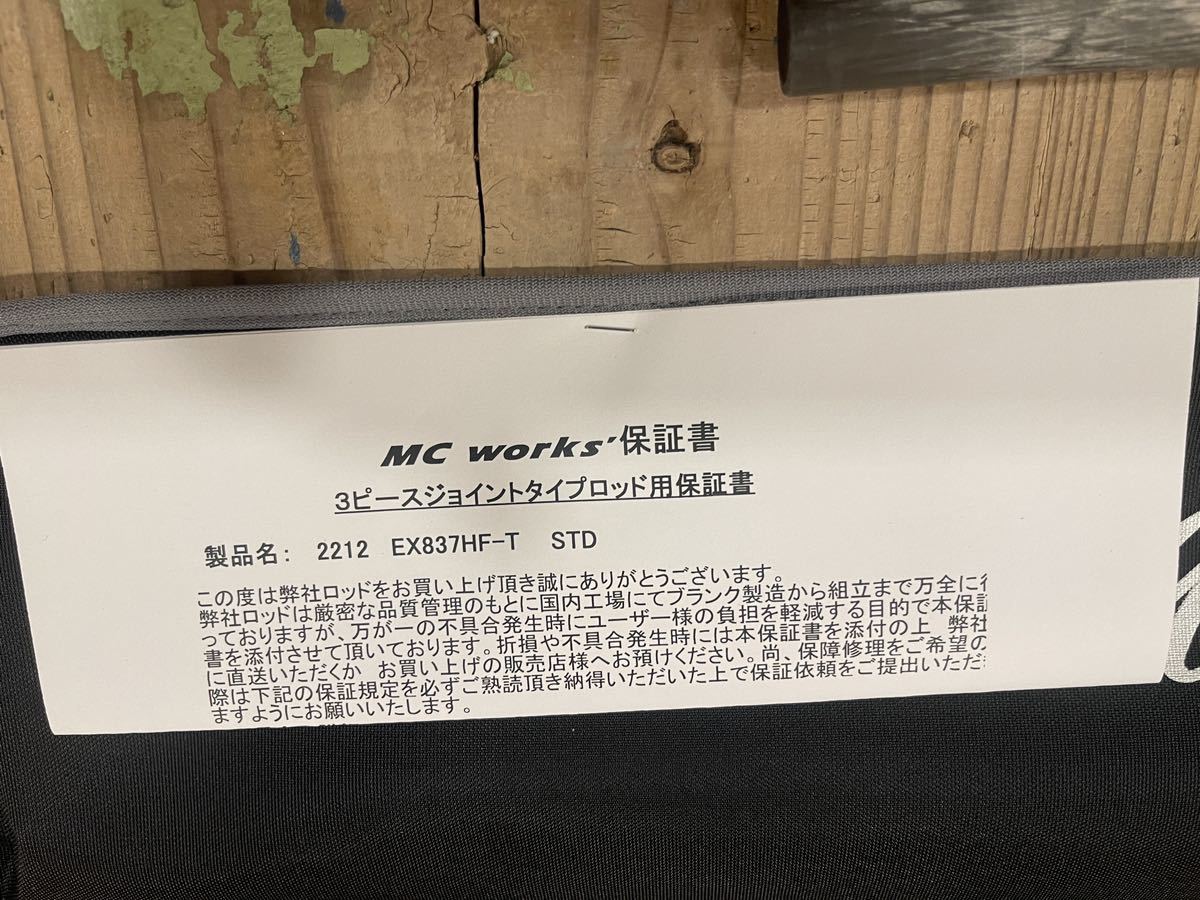 MC works'保証書
3ピースジョイントタイプロッド用保証書
製品名： 2212 EX837HF-T STD
この度は弊社ロッドをお買い上げ頂き誠にありがとうございます。
弊社ロッドは厳密な品質管理のもとに国内工場にてブランク製造から組立まで万全に行
っておりますが、万が一の不具合発生時にユーザー様の負担を軽減する目的で本保証
書を添付させて頂いております。折損や不具合発生時には本保証書を添付の上、弊社
に直送いただくか お買い上げの販売店様へお預けください。尚、保障修理をご希望の
際は下記の保証規定を必ずご熟読頂き納得いただいた上で保証依頼をご提出いただ
ますようにお願いいたします。